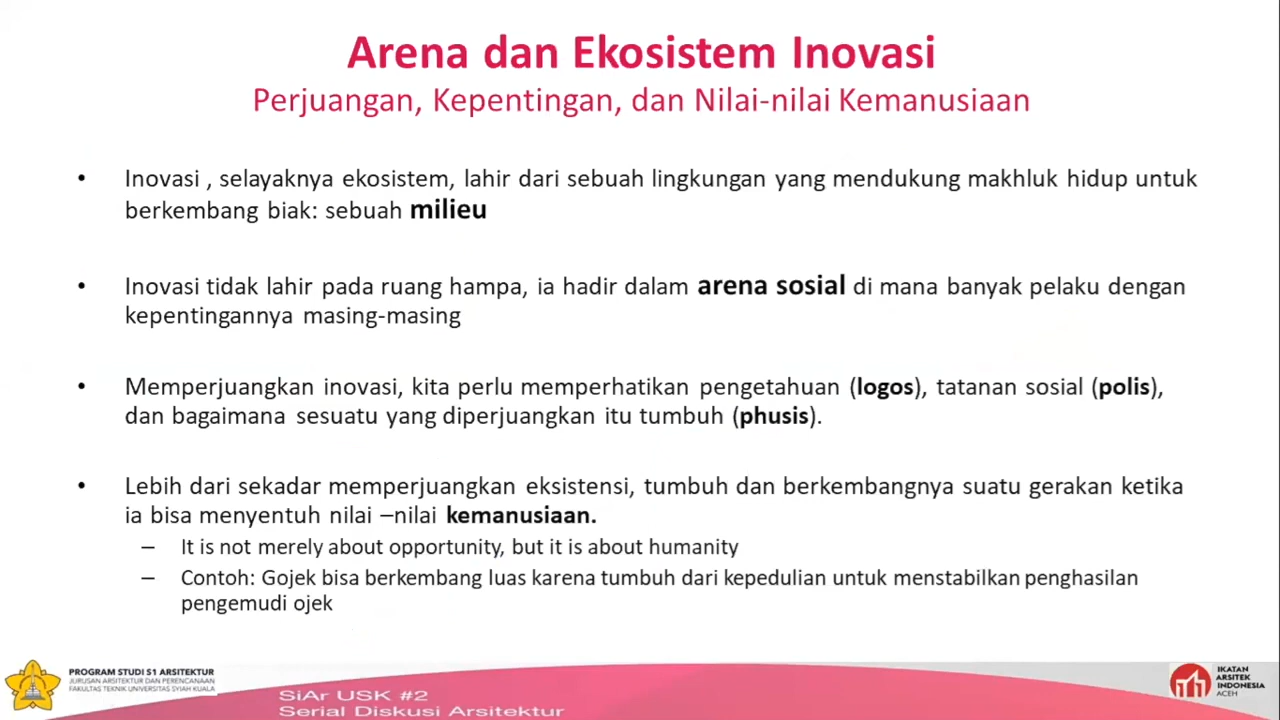 Arena dan Ekosistem Inovasi
Perjuangan, Kepentingan, dan Nilai-nilai Kemanusiaan
• Inovasi , selayaknya ekosistem, lahir dari sebuah lingkungan yang mendukung makhluk hidup untuk
berkembang biak: sebuah milieu
• Inovasi tidak lahir pada ruang hampa, ia hadir dalam arena sosial di mana banyak pelaku dengan
kepentingannya masing-masing
• Memperjuangkan inovasi, kita perlu memperhatikan pengetahuan (logos), tatanan sosial (polis),
dan bagaimana sesuatu yang diperjuangkan itu tumbuh (phusis).
• Lebih dari sekadar memperjuangkan eksistensi, tumbuh dan berkembangnya suatu gerakan ketika
ia bisa menyentuh nilai –nilai kemanusiaan.
– It is not merely about opportunity, but it is about humanity
– Contoh: Gojek bisa berkembang luas karena tumbuh dari kepedulian untuk menstabilkan penghasilan
pengemudi ojek
PROGRAM STUDI S1 ARSITEKTUR
JURUSAN ARSITEKTUR DAN PERENCANAAN
FAKULTAS TEKNIK UNIVERSITAS SYIAH KUALA
SiAr USK #2
Serial Diskusi Arsitektur
IKATAN
ARSITEK
INDONESIA
ACEH